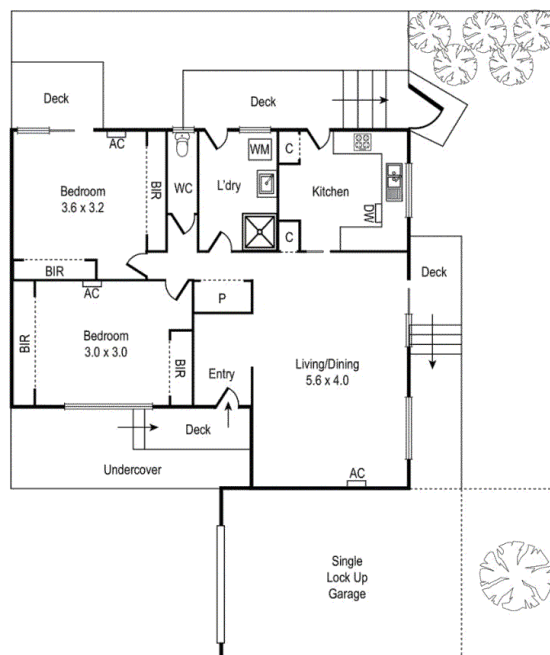 Deck
Deck
AC
WM
C
Bedroom
3.6 x 3.2
BIR
WC
L'dry
Kitchen
DW
C
BIR
Deck
AC
P
BIR
Bedroom
3.0 x 3.0
BIR
Entry
Living/Dining
5.6 x 4.0
Deck
Undercover
AC
Single
Lock Up
Garage